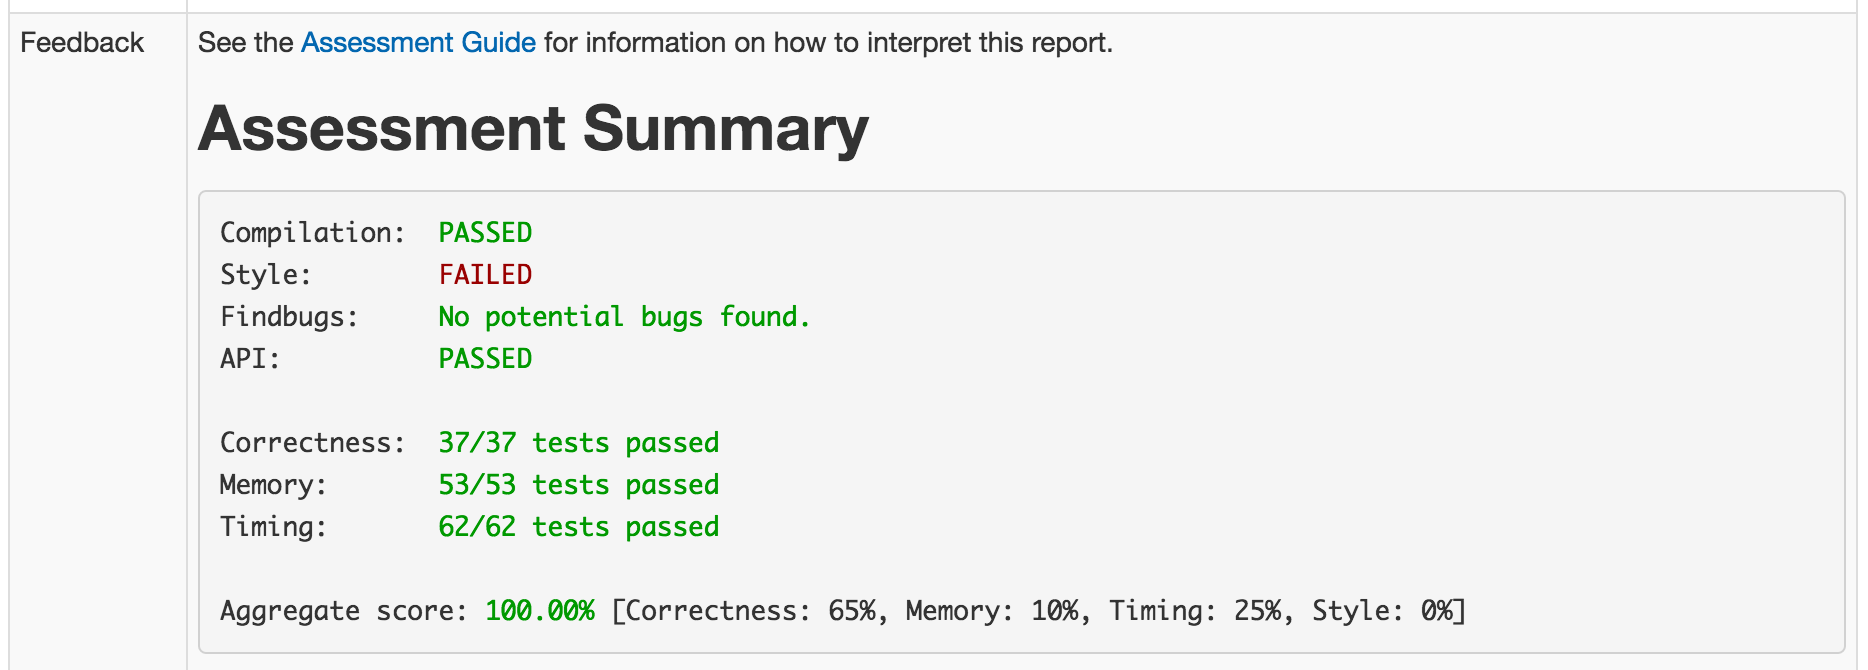 Feedback
See the Assessment Guide for information on how to interpret this report.
Assessment Summary
Compilation: PASSED
Style: FAILED
Findbugs: No potential bugs found.
API: PASSED
Correctness: 37/37 tests passed
Memory: 53/53 tests passed
Timing: 62/62 tests passed
Aggregate score: 100.00% [Correctness: 65%, Memory: 10%, Timing: 25%, Style: 0%]